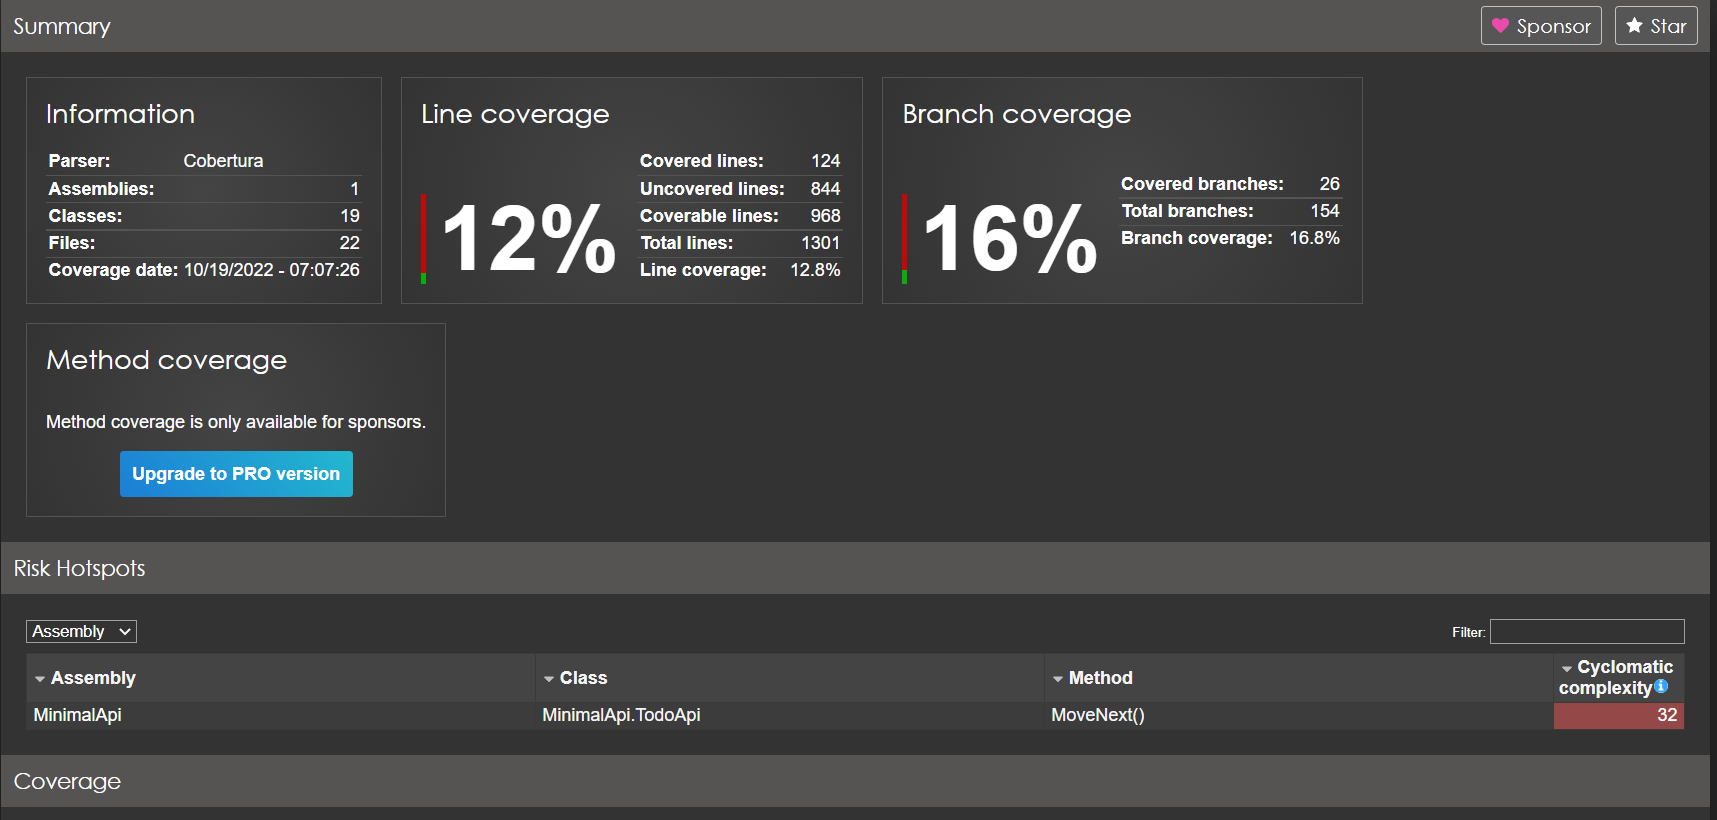 Summary
Sponsor
Star
Information
Parser: Cobertura
Assemblies: 1
Classes: 19
Files: 22
Coverage date: 10/19/2022 - 07:07:26
Line coverage
12%
Covered lines: 124
Uncovered lines: 844
Coverable lines: 968
Total lines: 1301
Line coverage: 12.8%
Branch coverage
16%
Covered branches: 26
Total branches: 154
Branch coverage: 16.8%
Method coverage
Method coverage is only available for sponsors.
Upgrade to PRO version
Risk Hotspots
Assembly
Filter:
Assembly Class Method Cyclomatic
complexity
MinimalApi MinimalApi.TodoApi MoveNext() 32
Coverage